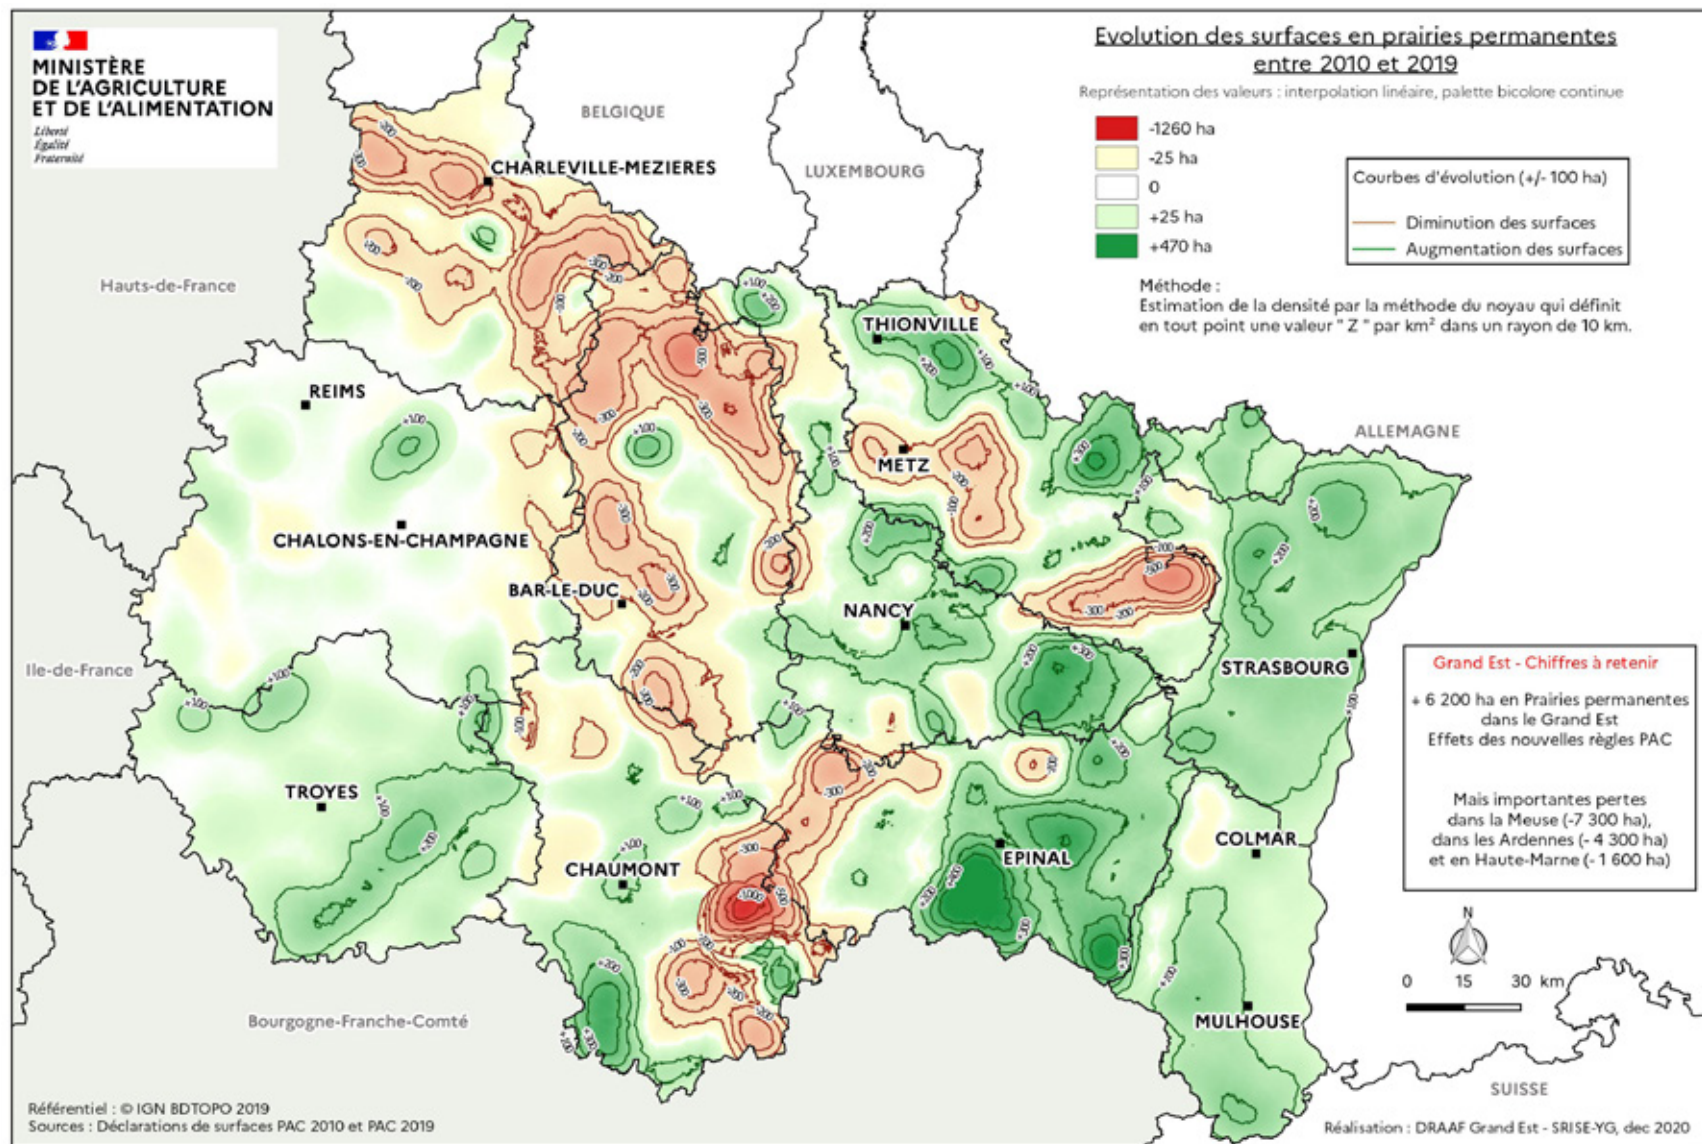 MINISTÈRE
DE L'AGRICULTURE
ET DE L'ALIMENTATION
Liberté
Égalité
Fraternité
Evolution des surfaces en prairies permanentes
entre 2010 et 2019
Représentation des valeurs : interpolation linéaire, palette bicolore continue
-1260 ha
-25 ha
0
+25 ha
+470 ha
Courbes d'évolution (+/- 100 ha)
Diminution des surfaces
Augmentation des surfaces
Méthode :
Estimation de la densité par la méthode du noyau qui définit
en tout point une valeur " Z " par km² dans un rayon de 10 km.
BELGIQUE
LUXEMBOURG
CHARLEVILLE-MEZIERES
Hauts-de-France
THIONVILLE
REIMS
ALLEMAGNE
METZ
CHALONS-EN-CHAMPAGNE
BAR-LE-DUC
NANCY
Ile-de-France
STRASBOURG
TROYES
CHAUMONT
EPINAL
COLMAR
Bourgogne-Franche-Comté
MULHOUSE
SUISSE
Grand Est - Chiffres à retenir
+ 6 200 ha en Prairies permanentes
dans le Grand Est
Effets des nouvelles règles PAC
Mais importantes pertes
dans la Meuse (-7 300 ha),
dans les Ardennes (- 4 300 ha)
et en Haute-Marne (- 1 600 ha)
N
0 15 30 km
Référentiel : © IGN BDTOPO 2019
Sources : Déclarations de surfaces PAC 2010 et PAC 2019
Réalisation : DRAAF Grand Est - SRISE-YG, dec 2020